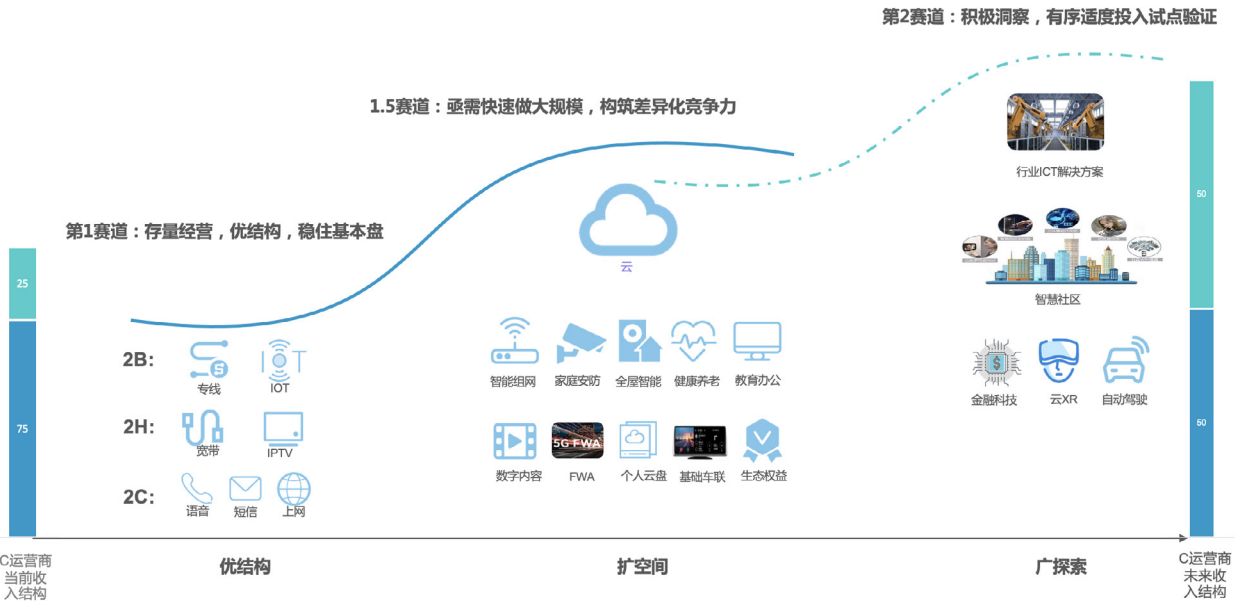 第2赛道：积极洞察，有序适度投入试点验证
1.5赛道：亟需快速做大规模，构筑差异化竞争力
第1赛道：存量经营，优结构，稳住基本盘
25
75
2B:
专线
IOT
IOT
2H:
宽带
IPTV
2C:
语音
短信
上网
云
智能组网
家庭安防
全屋智能
健康养老
教育办公
5G FWA
数字内容
FWA
个人云盘
基础车联
生态权益
行业ICT解决方案
智慧社区
金融科技
云XR
自动驾驶
50
50
C运营商
当前收
入结构
优结构
扩空间
广探索
C运营商
未来收
入结构